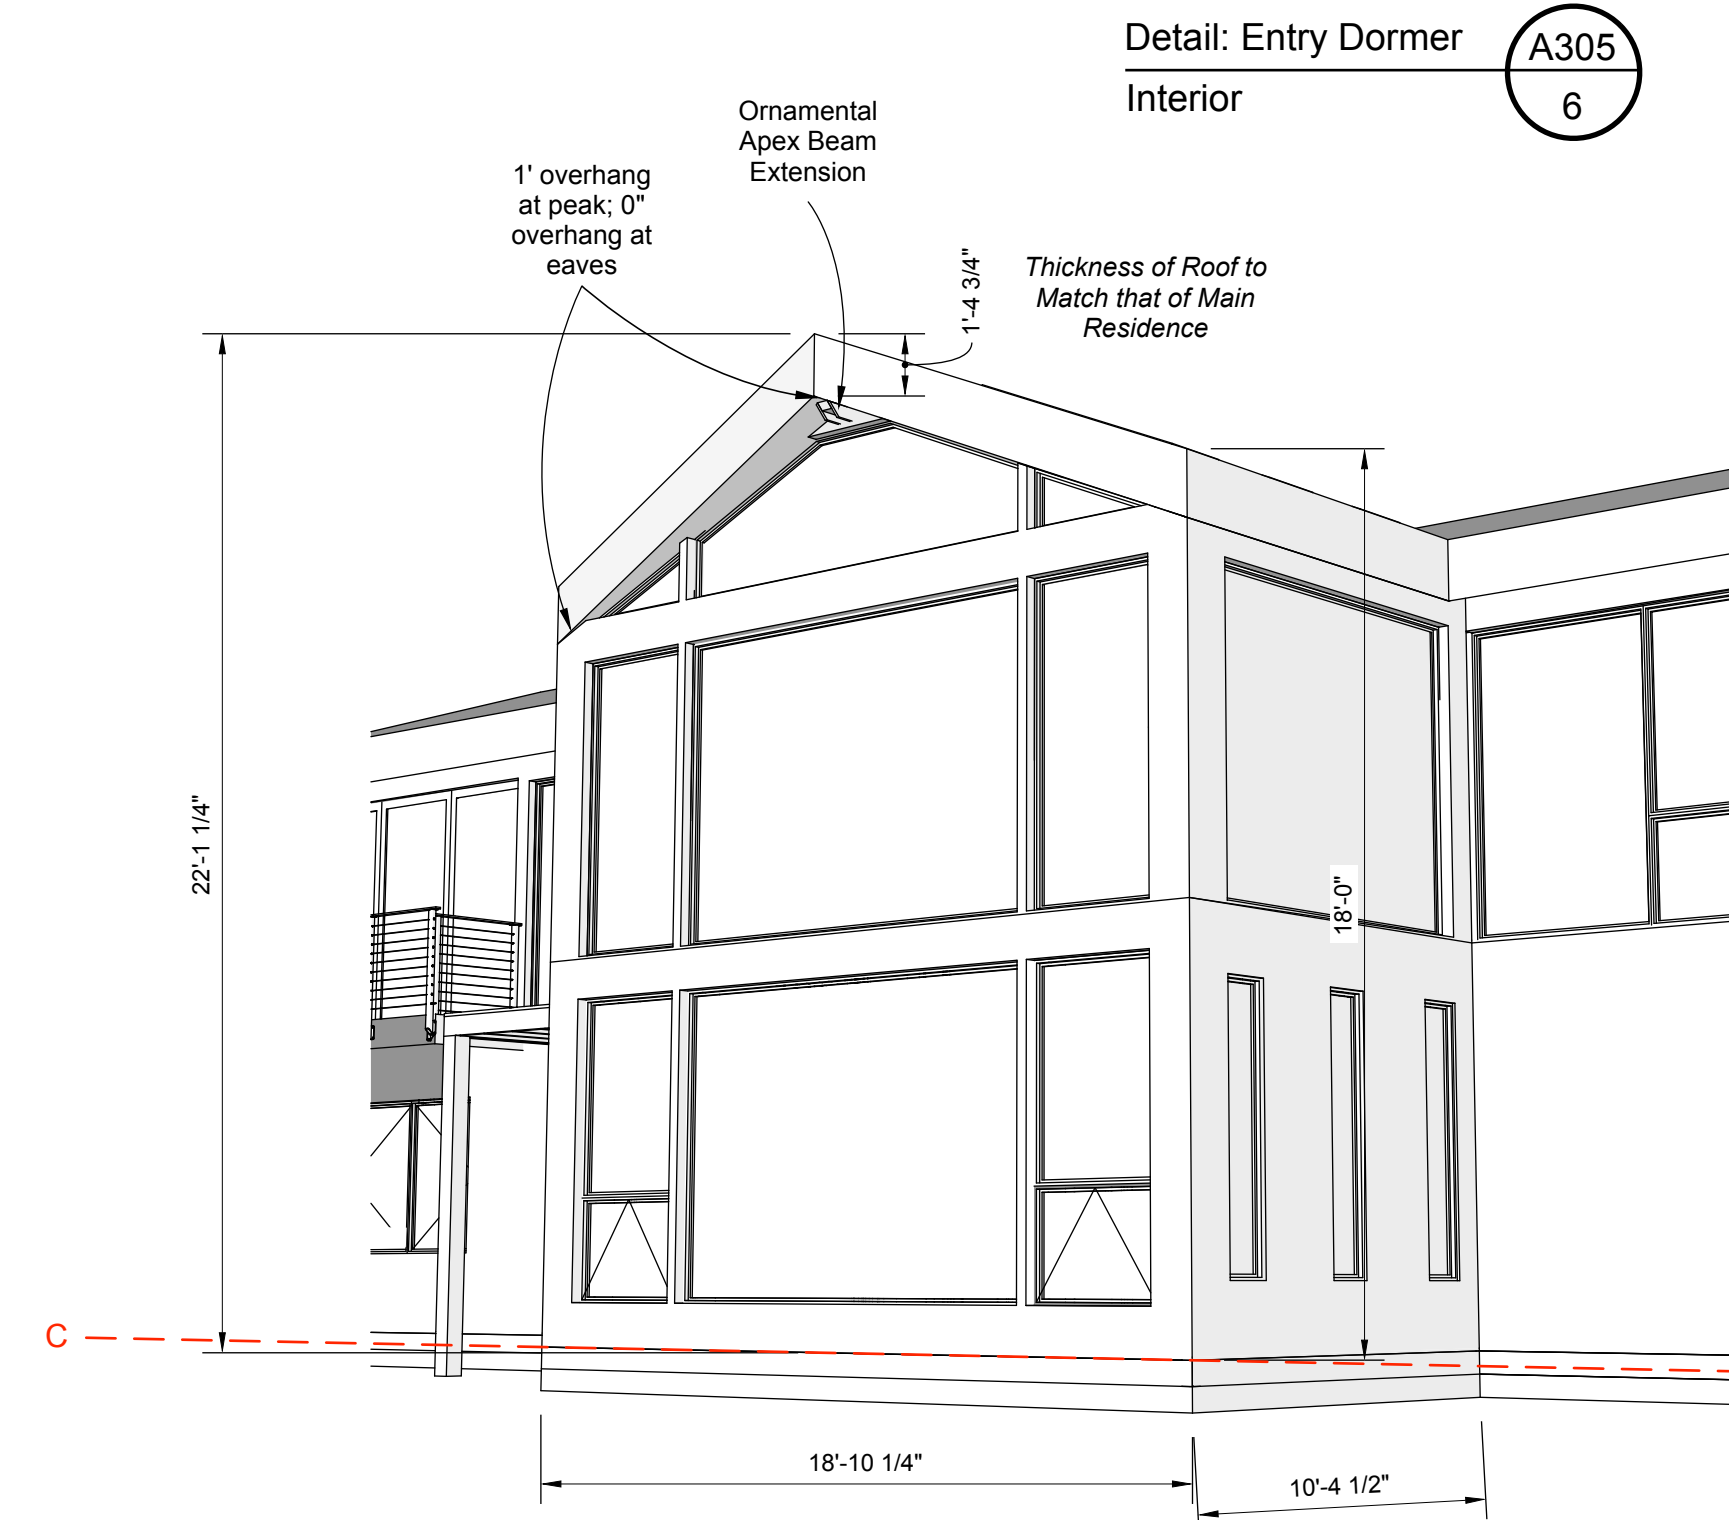 Detail: Entry Dormer
A305
Interior
6
Ornamental
Apex Beam
Extension
1' overhang
at peak; 0"
overhang at
eaves
1'-4 3/4"
Thickness of Roof to
Match that of Main
Residence
22'-1 1/4"
18'-0"
C
18'-10 1/4"
10'-4 1/2"